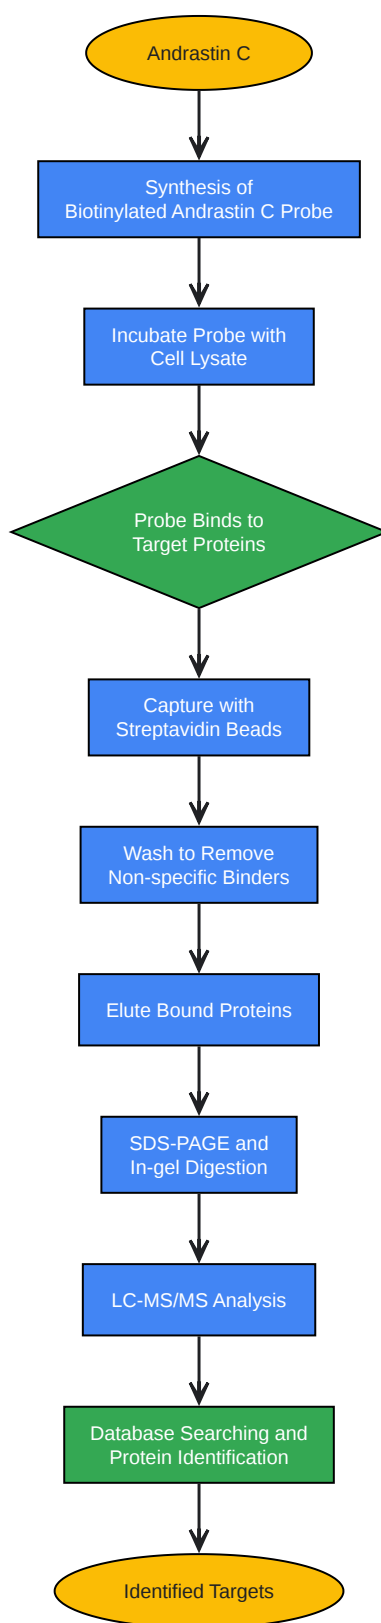 Andrastin C
Synthesis of
Biotinylated Andrastin C Probe
Incubate Probe with
Cell Lysate
Probe Binds to
Target Proteins
Capture with
Streptavidin Beads
Wash to Remove
Non-specific Binders
Elute Bound Proteins
SDS-PAGE and
In-gel Digestion
LC-MS/MS Analysis
Database Searching and
Protein Identification
Identified Targets